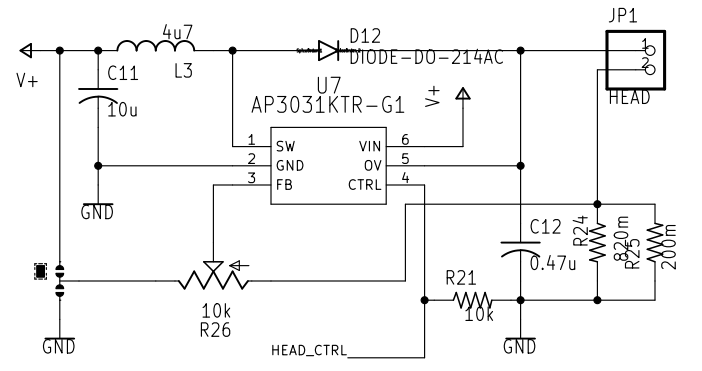 JP1
4u7
D12
DIODE-DO-214AC
1
2
V+
C11
L3
U7
HEAD
10u
AP3031KTR-G1
V+
1
SW
VIN
6
2
GND
OV
5
3
FB
CTRL
4
GND
C12
R24
820m
R25
200m
0.47u
R21
10k
10k
R26
GND
HEAD_CTRL
GND